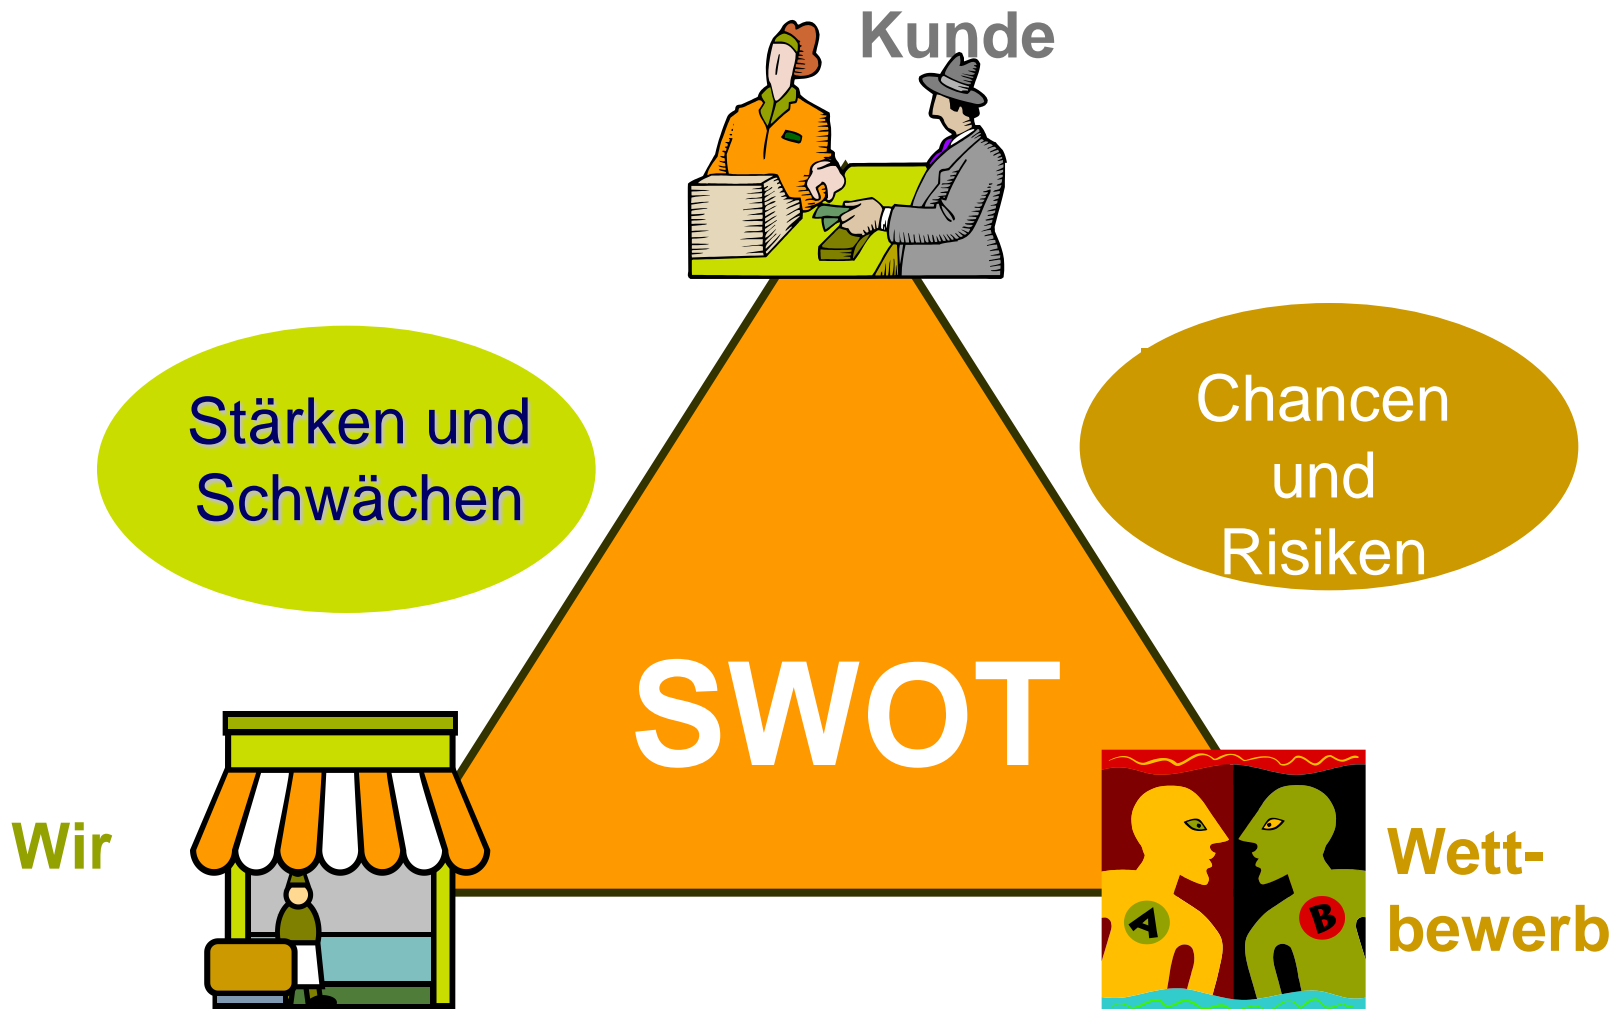 Kunde
Stärken und
Schwächen
Chancen
und
Risiken
SWOT
Wir
A
B
Wett-
bewerb